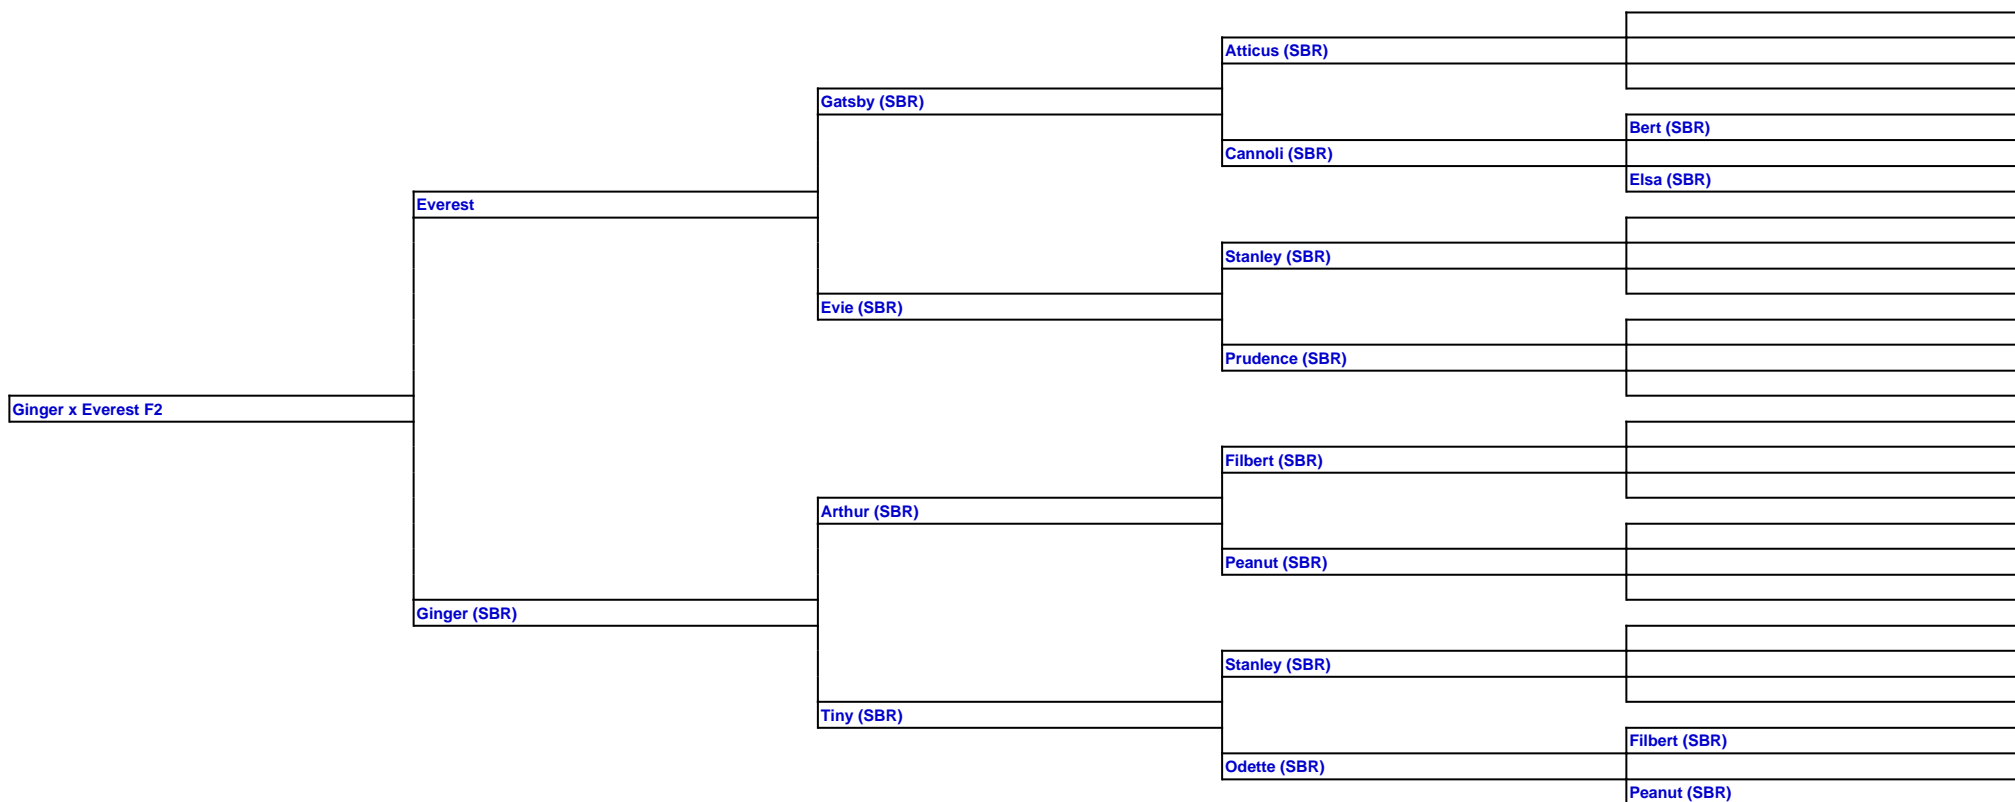 Atticus (SBR)
Gatsby (SBR)
Bert (SBR)
Cannoli (SBR)
Elsa (SBR)
Everest
Stanley (SBR)
Evie (SBR)
Prudence (SBR)
Ginger x Everest F2
Filbert (SBR)
Arthur (SBR)
Peanut (SBR)
Ginger (SBR)
Stanley (SBR)
Tiny (SBR)
Filbert (SBR)
Odette (SBR)
Peanut (SBR)